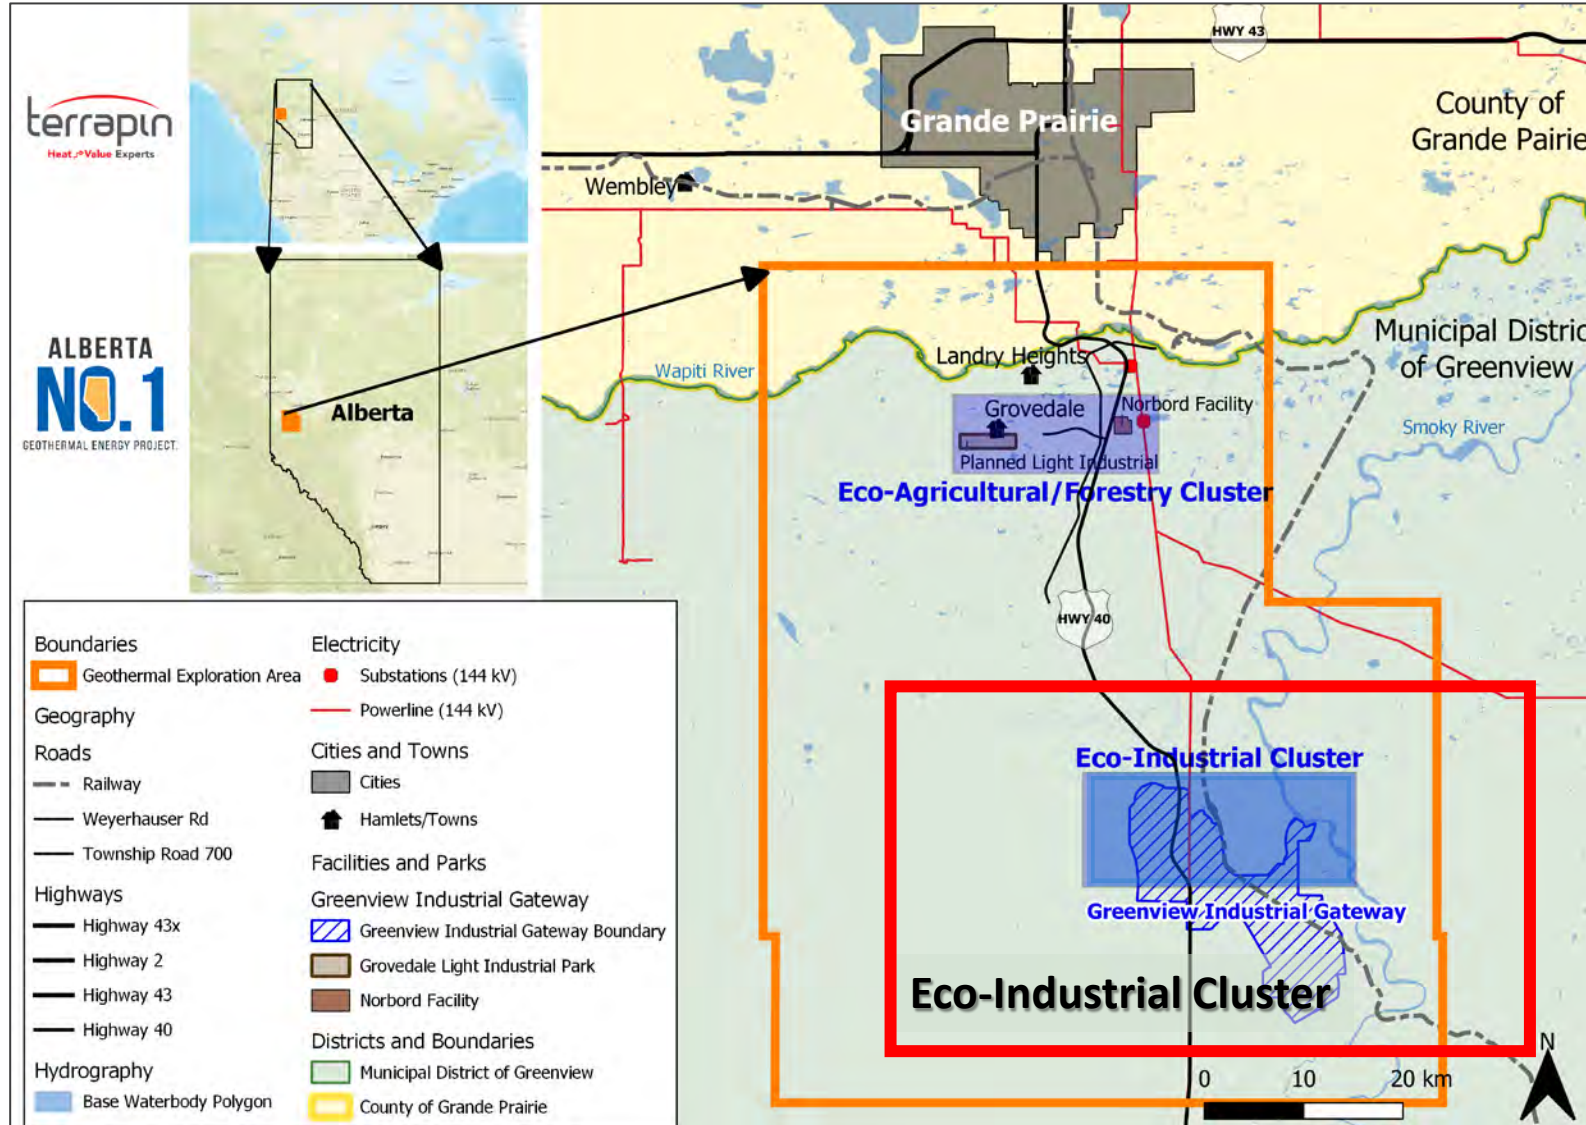 terrapin
Heat to Value Experts
ALBERTA
NO.1
GEOTHERMAL ENERGY PROJECT.
Alberta
HWY 43
County of
Grande Pairie
Grande Prairie
Wembley
Municipal Distric
of Greenview
Landry Heights
Wapiti River
Grovedale
Norbord Facility
Smoky River
Planned Light Industrial
Eco-Agricultural/Forestry Cluster
HWY 40
Eco-Industrial Cluster
Greenview Industrial Gateway
Eco-Industrial Cluster
N
0 10 20 km
Boundaries
Geothermal Exploration Area
Geography
Roads
Railway
Weyerhauser Rd
Township Road 700
Highways
Highway 43x
Highway 2
Highway 43
Highway 40
Hydrography
Base Waterbody Polygon
Electricity
Substations (144 kV)
Powerline (144 kV)
Cities and Towns
Cities
Hamlets/Towns
Facilities and Parks
Greenview Industrial Gateway
Greenview Industrial Gateway Boundary
Grovedale Light Industrial Park
Norbord Facility
Districts and Boundaries
Municipal District of Greenview
County of Grande Prairie